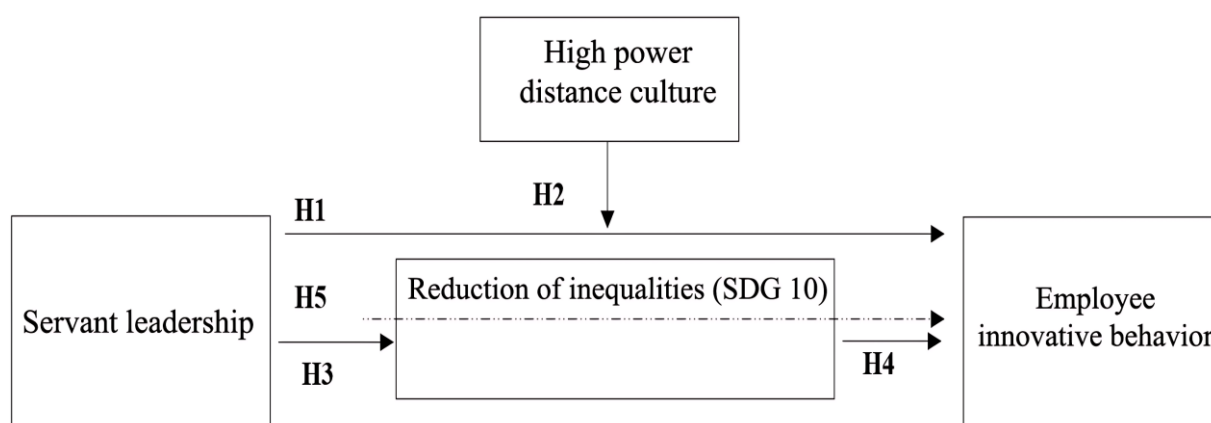 High power
distance culture
H2
H1
H5
Reduction of inequalities (SDG 10)
Servant leadership
Employee
innovative behavior
H3
H4